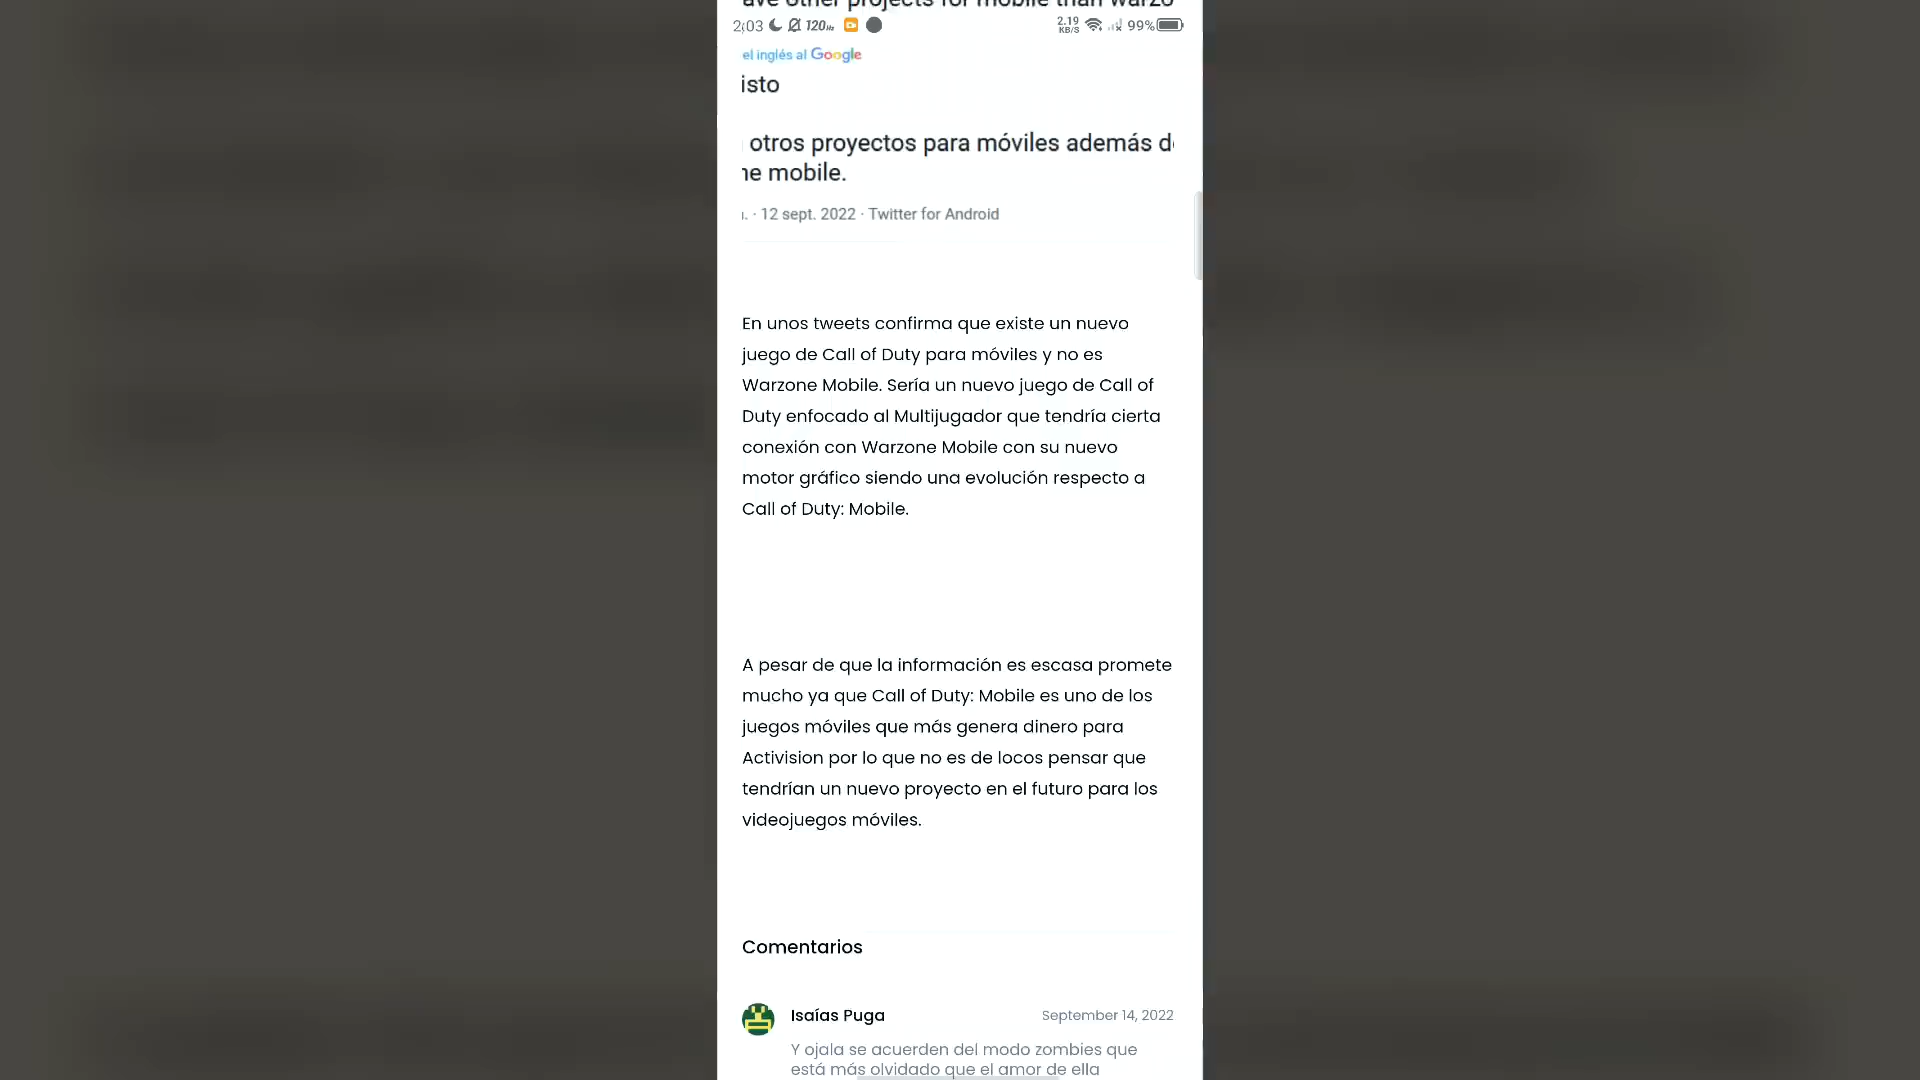 ave other projects for mobile than warzo
2:03 120Hz 2.19 KB/S 99%
el inglés al Google
isto
otros proyectos para móviles además d
ne mobile.
. · 12 sept. 2022 · Twitter for Android
En unos tweets confirma que existe un nuevo
juego de Call of Duty para móviles y no es
Warzone Mobile. Sería un nuevo juego de Call of
Duty enfocado al Multijugador que tendría cierta
conexión con Warzone Mobile con su nuevo
motor gráfico siendo una evolución respecto a
Call of Duty: Mobile.
A pesar de que la información es escasa promete
mucho ya que Call of Duty: Mobile es uno de los
juegos móviles que más genera dinero para
Activision por lo que no es de locos pensar que
tendrían un nuevo proyecto en el futuro para los
videojuegos móviles.
Comentarios
Isaías Puga September 14, 2022
Y ojala se acuerden del modo zombies que
está más olvidado que el amor de ella